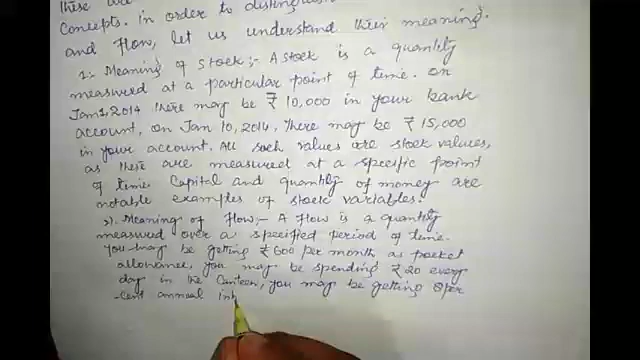 These
concepts. in order to distinguish
and Flow, let us understand their meaning.
1:- Meaning of Stock:- A stock is a quantity
measured at a particular point of time. On
Jan 1, 2014 there may be ₹ 10,000 in your bank
account, on Jan 10, 2014, there may be ₹ 15,000
in your account. All such values are stock values,
as these are measured at a specific point
of time. Capital and quantity of money are
notable examples of stock variables.
2). Meaning of flow:- A flow is a quantity
measured over a specified period of time.
You may be getting ₹ 600 per month as pocket
allowance, you may be spending ₹ 20 every
day in the Canteen, you may be getting 8 per
-cent annual int